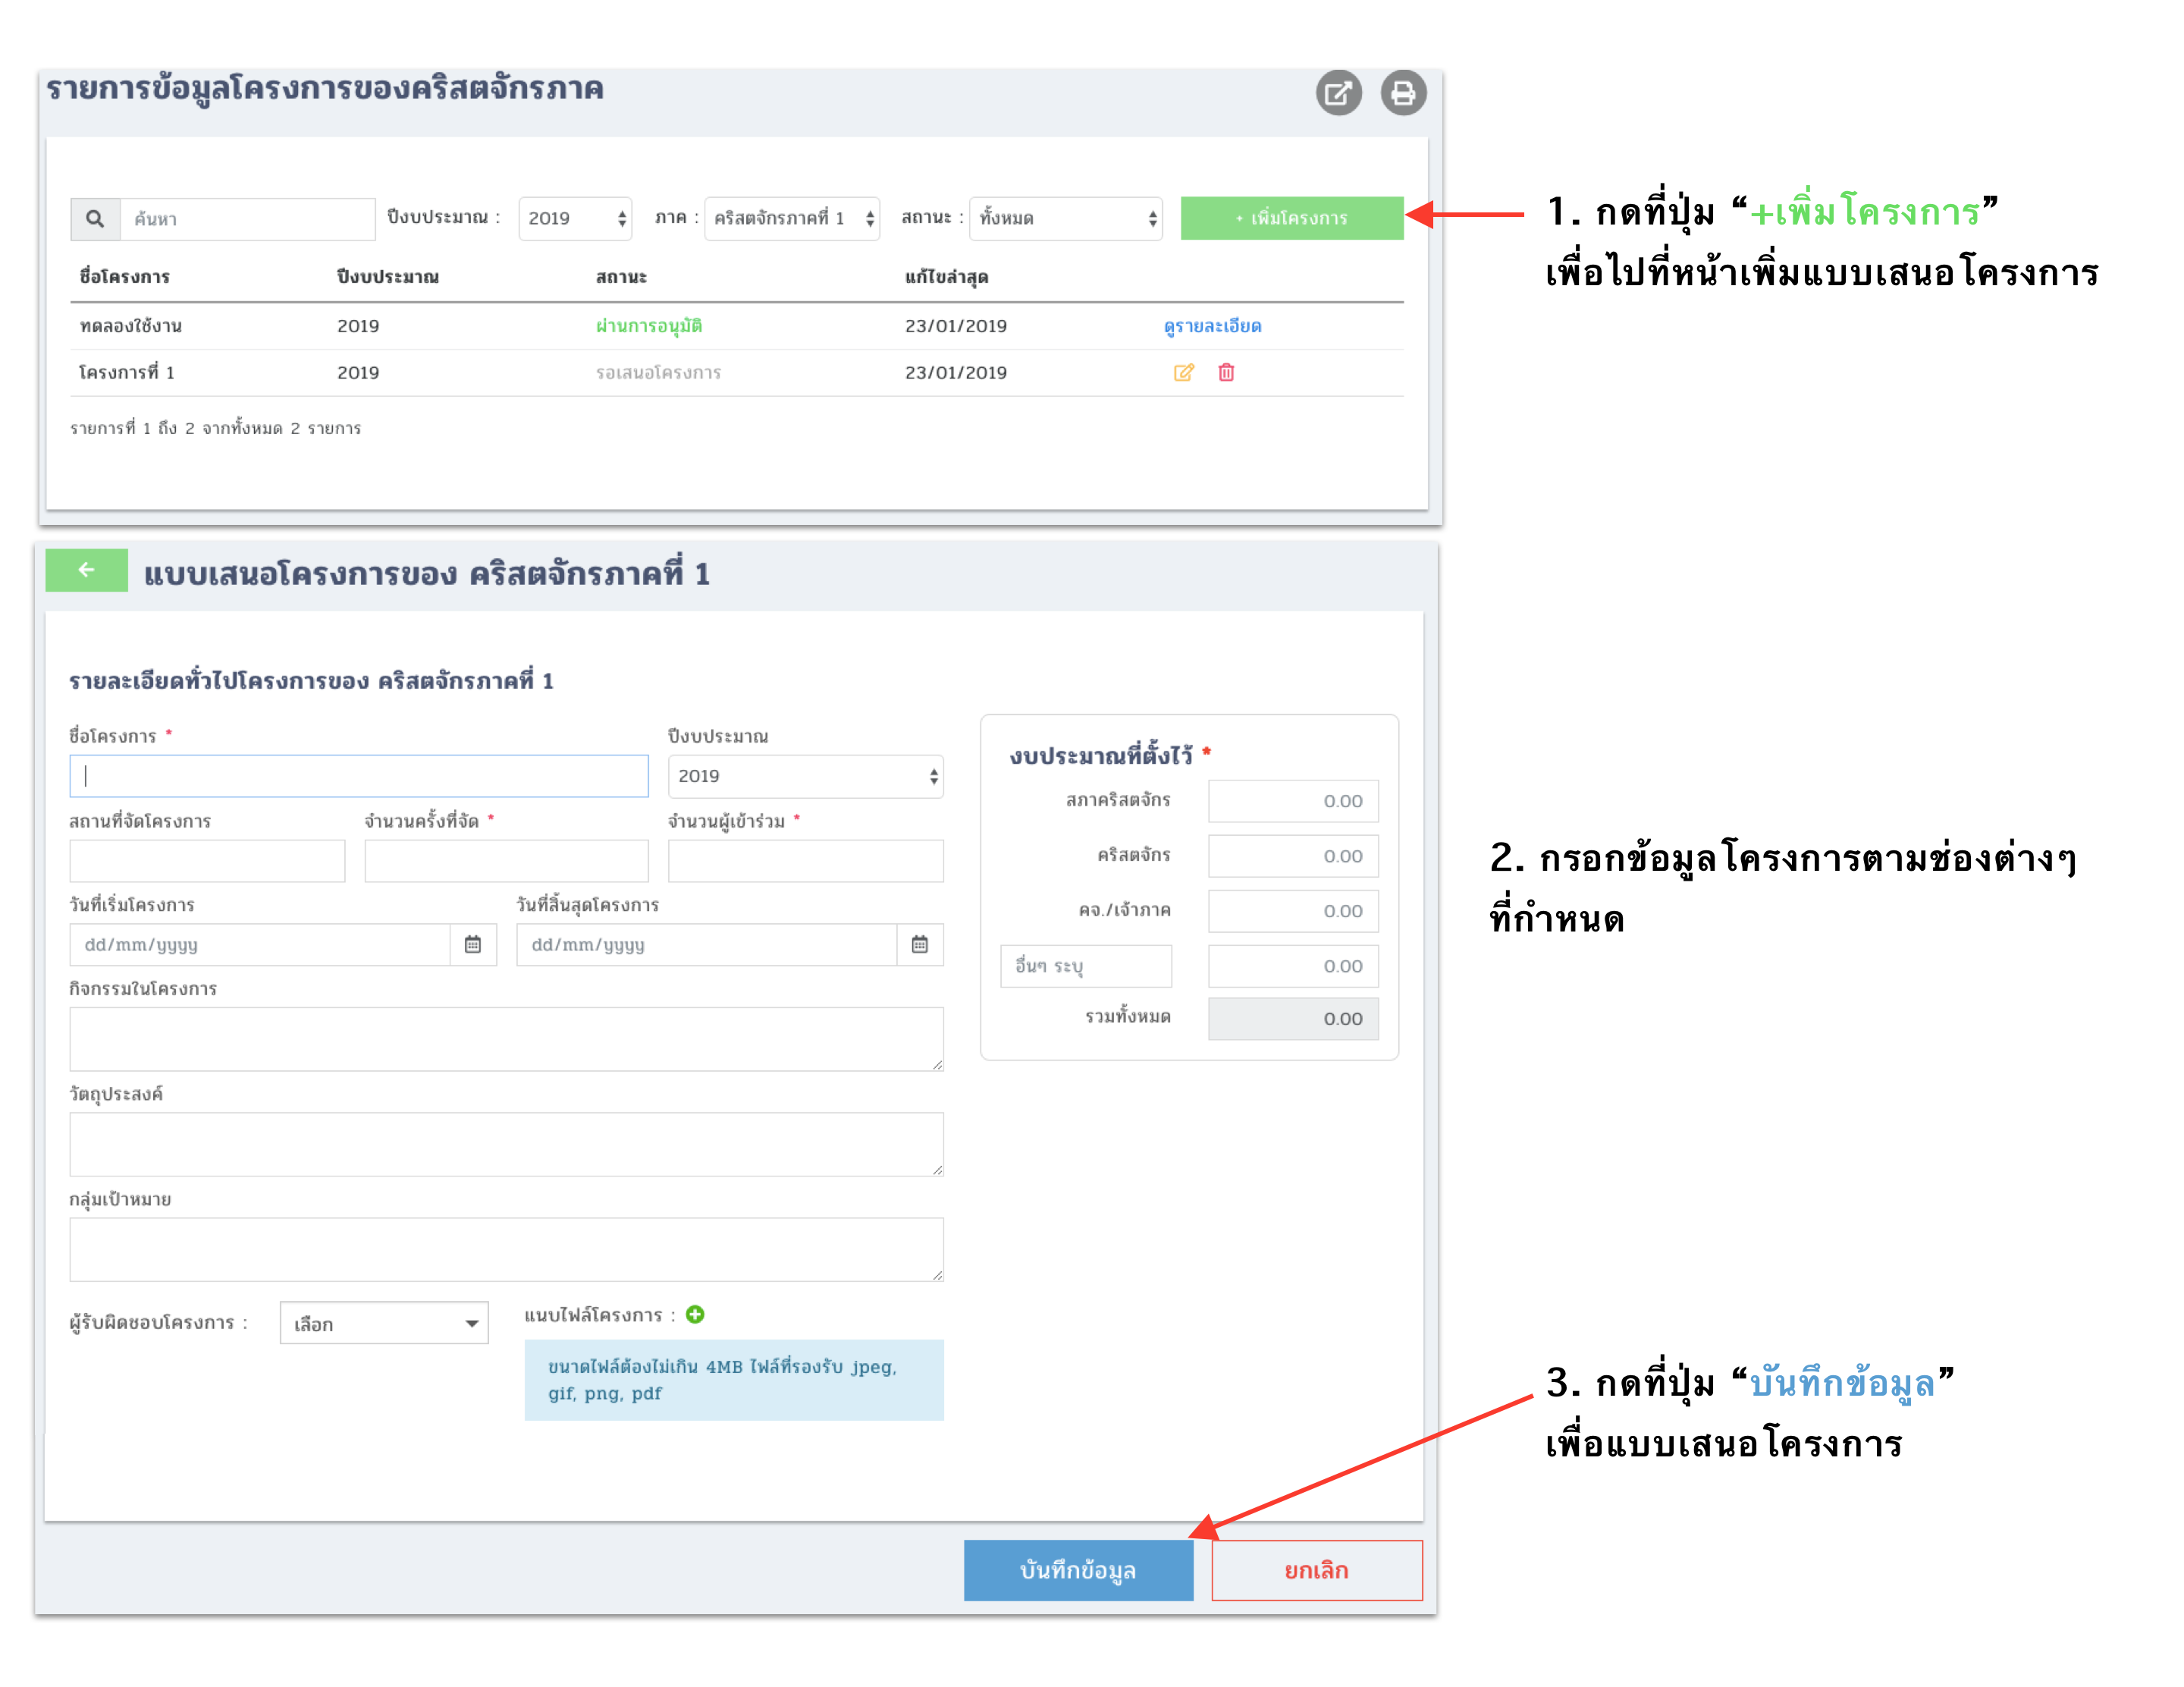 รายการข้อมูลโครงการของคริสตจักรภาค
ค้นหา ปีงบประมาณ : 2019 ภาค : คริสตจักรภาคที่ 1 สถานะ : ทั้งหมด + เพิ่มโครงการ
ชื่อโครงการ ปีงบประมาณ สถานะ แก้ไขล่าสุด
ทดลองใช้งาน 2019 ผ่านการอนุมัติ 23/01/2019 ดูรายละเอียด
โครงการที่ 1 2019 รอเสนอโครงการ 23/01/2019
รายการที่ 1 ถึง 2 จากทั้งหมด 2 รายการ
1. กดที่ปุ่ม “+เพิ่มโครงการ”
เพื่อไปที่หน้าเพิ่มแบบเสนอโครงการ
แบบเสนอโครงการของ คริสตจักรภาคที่ 1
รายละเอียดทั่วไปโครงการของ คริสตจักรภาคที่ 1
ชื่อโครงการ * ปีงบประมาณ
2019
สถานที่จัดโครงการ จำนวนครั้งที่จัด * จำนวนผู้เข้าร่วม *
วันที่เริ่มโครงการ วันที่สิ้นสุดโครงการ
dd/mm/yyyy dd/mm/yyyy
กิจกรรมในโครงการ
วัตถุประสงค์
กลุ่มเป้าหมาย
ผู้รับผิดชอบโครงการ : เลือก แนบไฟล์โครงการ :
ขนาดไฟล์ต้องไม่เกิน 4MB ไฟล์ที่รองรับ jpeg,
gif, png, pdf
งบประมาณที่ตั้งไว้ *
สภาคริสตจักร 0.00
คริสตจักร 0.00
คจ./เจ้าภาค 0.00
อื่นๆ ระบุ 0.00
รวมทั้งหมด 0.00
2. กรอกข้อมูลโครงการตามช่องต่างๆ
ที่กำหนด
3. กดที่ปุ่ม “บันทึกข้อมูล”
เพื่อแบบเสนอโครงการ
บันทึกข้อมูล ยกเลิก